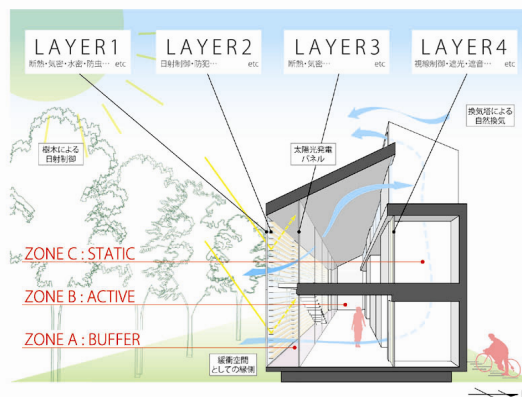 LAYER1
断熱・気密・水密・防虫… etc
LAYER2
日射制御・防犯… etc
LAYER3
断熱・気密… etc
LAYER4
視線制御・遮光・遮音… etc
換気塔による
自然換気
樹木による
日射制御
太陽光発電
パネル
ZONE C : STATIC
ZONE B : ACTIVE
ZONE A : BUFFER
緩衝空間
としての縁側